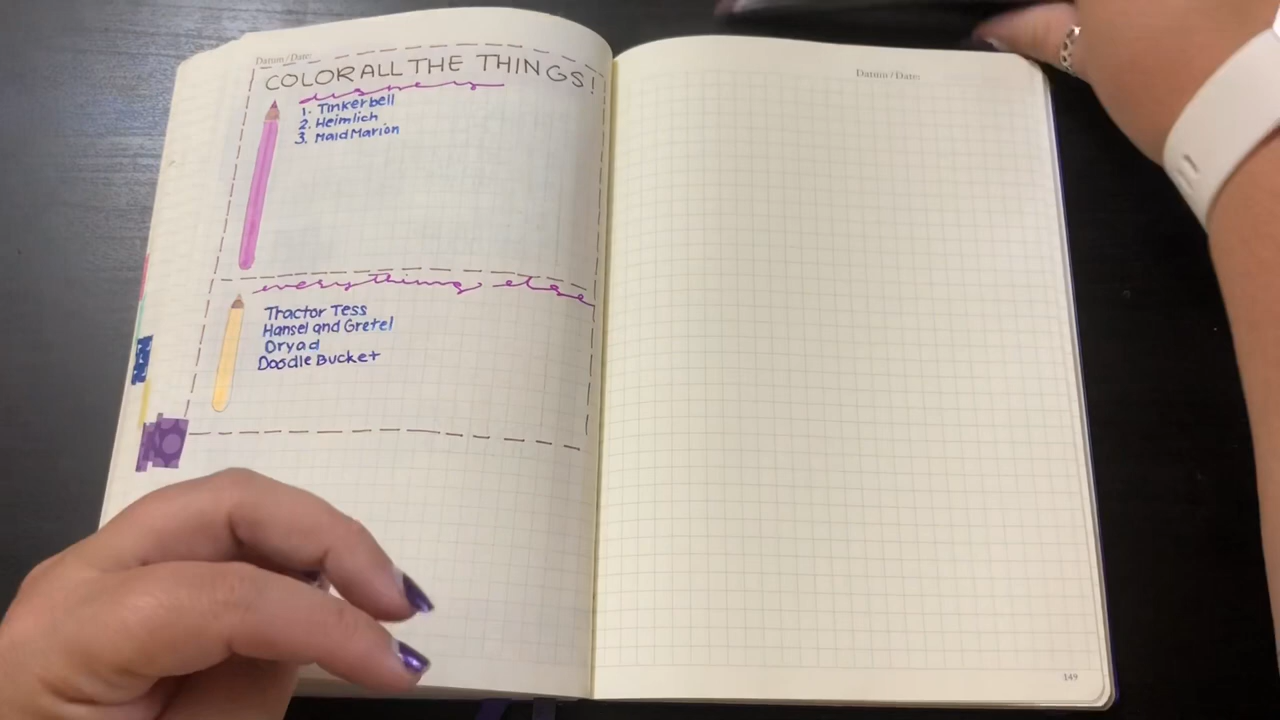 Datum/Date:
COLOR ALL THE THINGS!
disney
1. Tinkerbell
2. Heimlich
3. Maid Marion
everything else
Tractor Tess
Hansel and Gretel
Dryad
Doodle Bucket
Datum/Date:
149